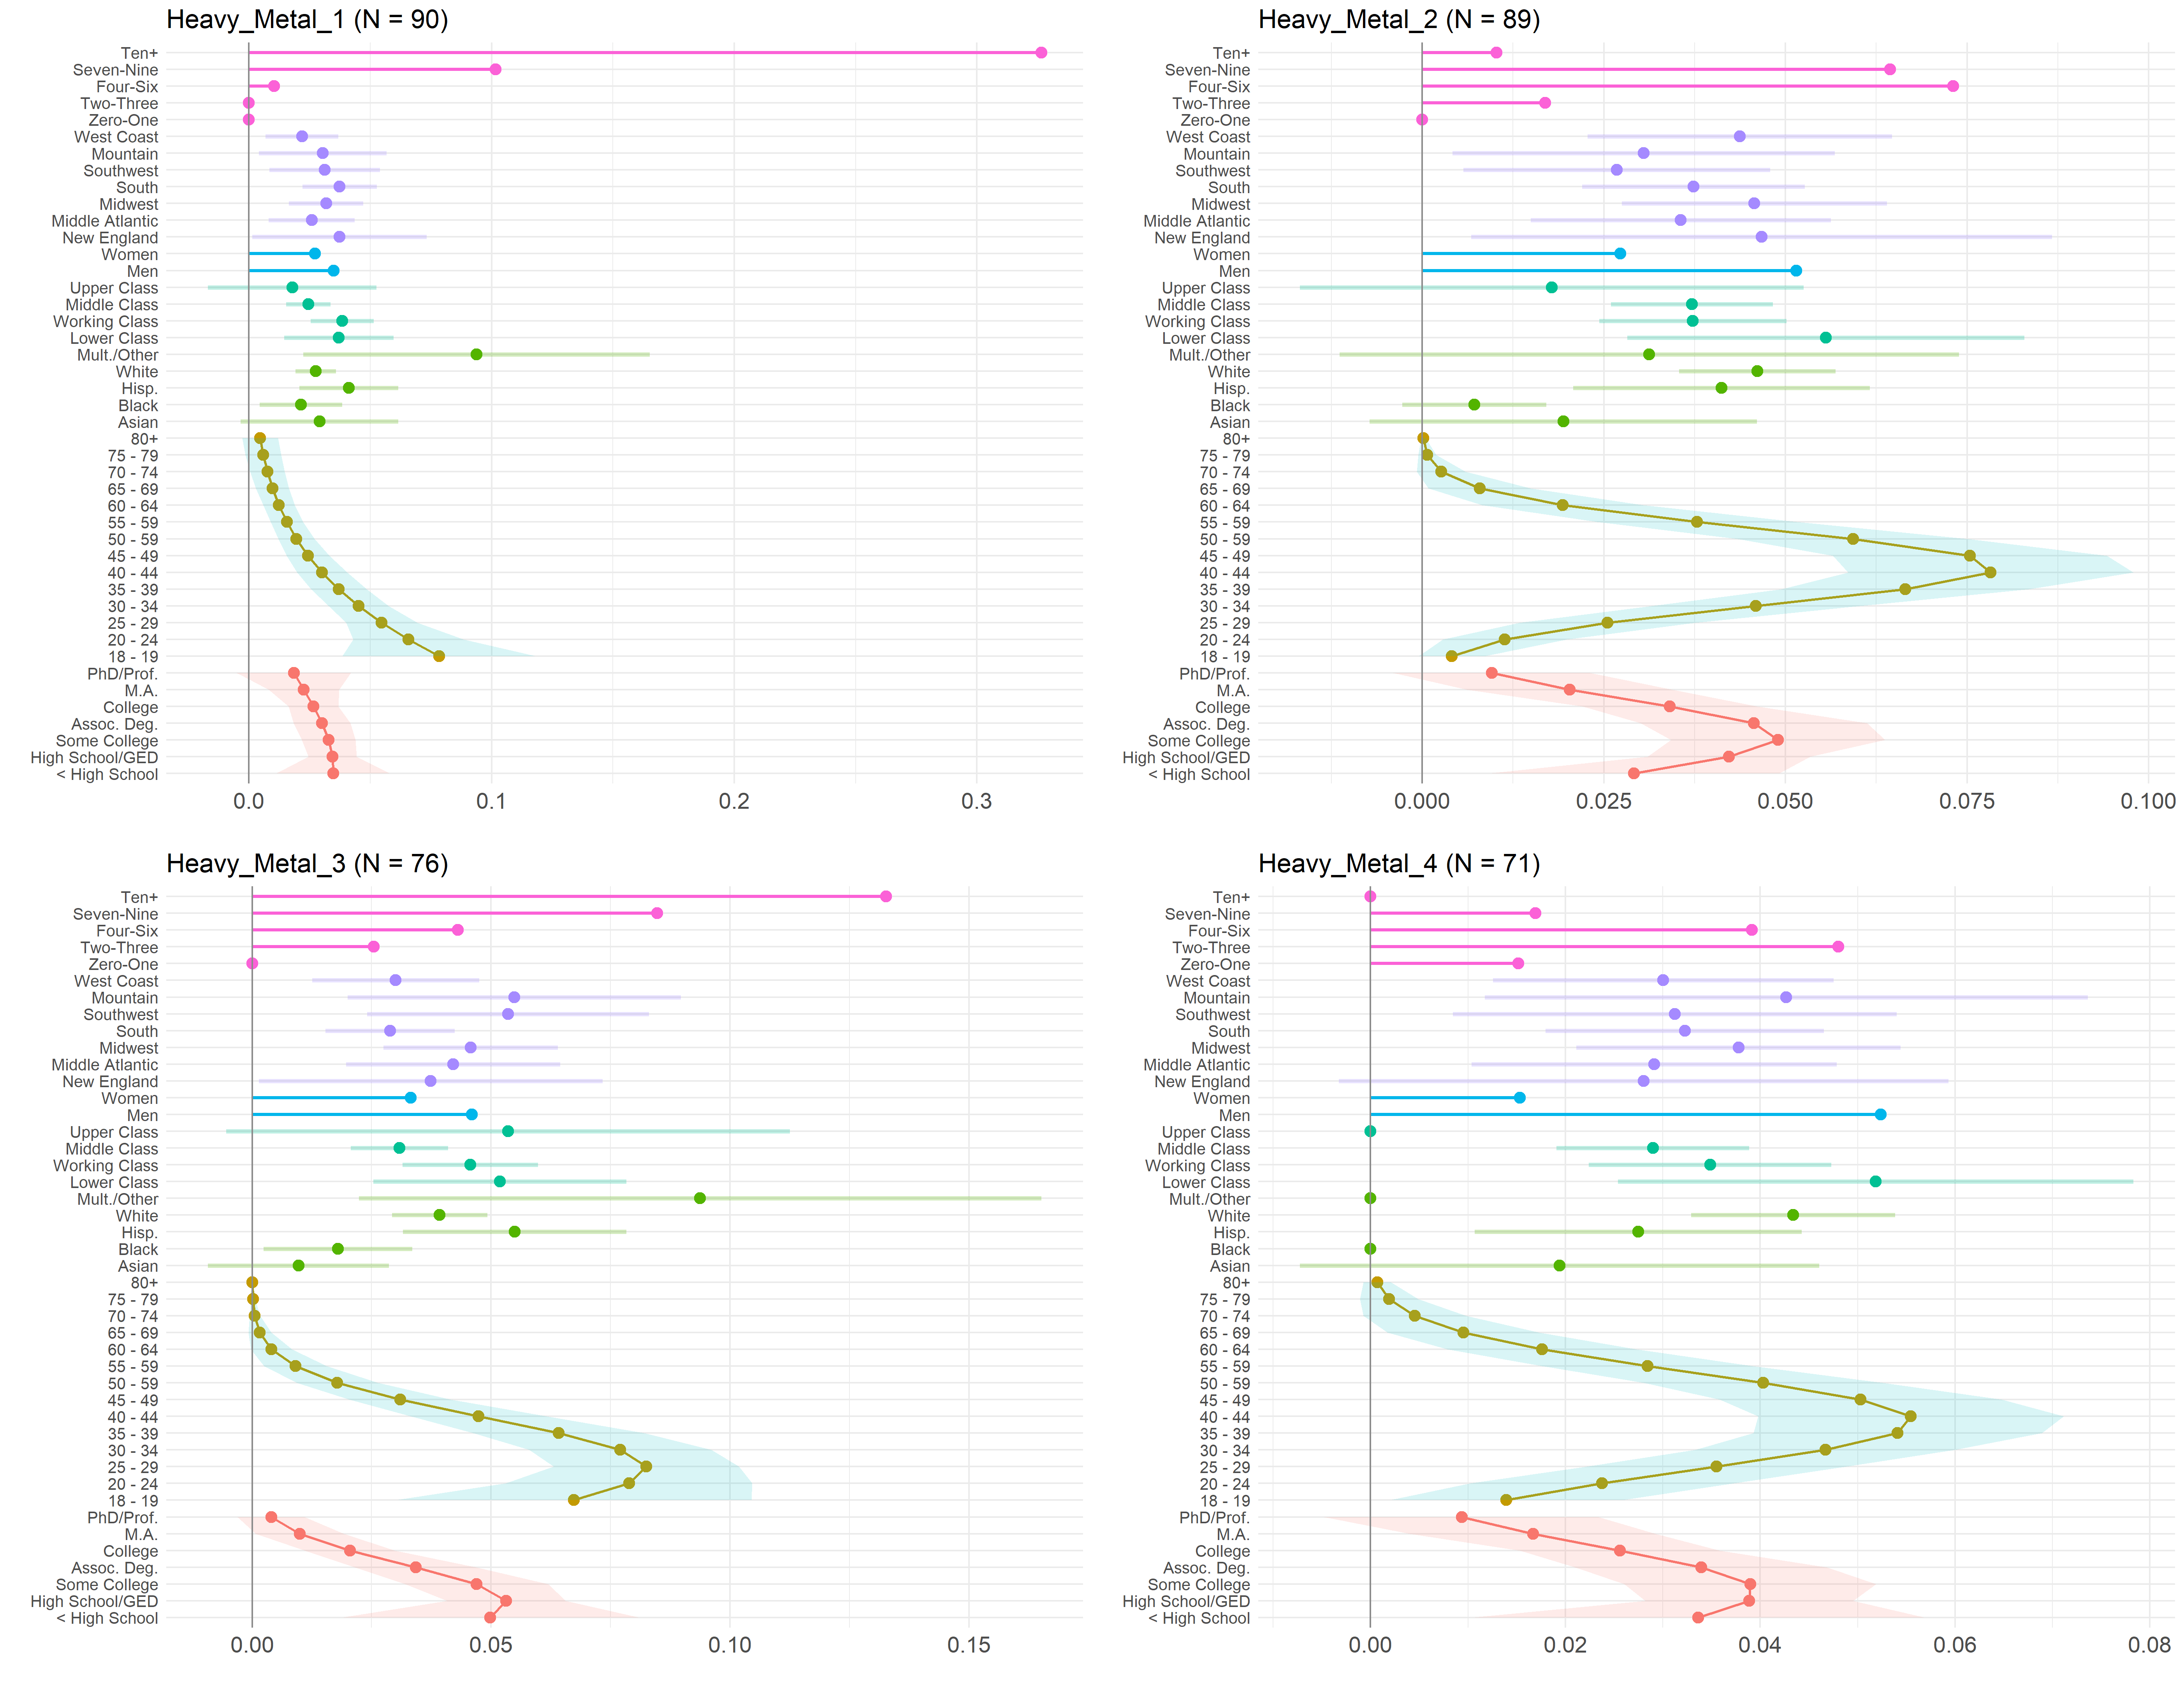 Heavy_Metal_1 (N = 90)
Ten+
Seven-Nine
Four-Six
Two-Three
Zero-One
West Coast
Mountain
Southwest
South
Midwest
Middle Atlantic
New England
Women
Men
Upper Class
Middle Class
Working Class
Lower Class
Mult./Other
White
Hisp.
Black
Asian
80+
75 - 79
70 - 74
65 - 69
60 - 64
55 - 59
50 - 59
45 - 49
40 - 44
35 - 39
30 - 34
25 - 29
20 - 24
18 - 19
PhD/Prof.
M.A.
College
Assoc. Deg.
Some College
High School/GED
< High School
0.0 0.1 0.2 0.3
Heavy_Metal_2 (N = 89)
Ten+
Seven-Nine
Four-Six
Two-Three
Zero-One
West Coast
Mountain
Southwest
South
Midwest
Middle Atlantic
New England
Women
Men
Upper Class
Middle Class
Working Class
Lower Class
Mult./Other
White
Hisp.
Black
Asian
80+
75 - 79
70 - 74
65 - 69
60 - 64
55 - 59
50 - 59
45 - 49
40 - 44
35 - 39
30 - 34
25 - 29
20 - 24
18 - 19
PhD/Prof.
M.A.
College
Assoc. Deg.
Some College
High School/GED
< High School
0.000 0.025 0.050 0.075 0.100
Heavy_Metal_3 (N = 76)
Ten+
Seven-Nine
Four-Six
Two-Three
Zero-One
West Coast
Mountain
Southwest
South
Midwest
Middle Atlantic
New England
Women
Men
Upper Class
Middle Class
Working Class
Lower Class
Mult./Other
White
Hisp.
Black
Asian
80+
75 - 79
70 - 74
65 - 69
60 - 64
55 - 59
50 - 59
45 - 49
40 - 44
35 - 39
30 - 34
25 - 29
20 - 24
18 - 19
PhD/Prof.
M.A.
College
Assoc. Deg.
Some College
High School/GED
< High School
0.00 0.05 0.10 0.15
Heavy_Metal_4 (N = 71)
Ten+
Seven-Nine
Four-Six
Two-Three
Zero-One
West Coast
Mountain
Southwest
South
Midwest
Middle Atlantic
New England
Women
Men
Upper Class
Middle Class
Working Class
Lower Class
Mult./Other
White
Hisp.
Black
Asian
80+
75 - 79
70 - 74
65 - 69
60 - 64
55 - 59
50 - 59
45 - 49
40 - 44
35 - 39
30 - 34
25 - 29
20 - 24
18 - 19
PhD/Prof.
M.A.
College
Assoc. Deg.
Some College
High School/GED
< High School
0.00 0.02 0.04 0.06 0.08